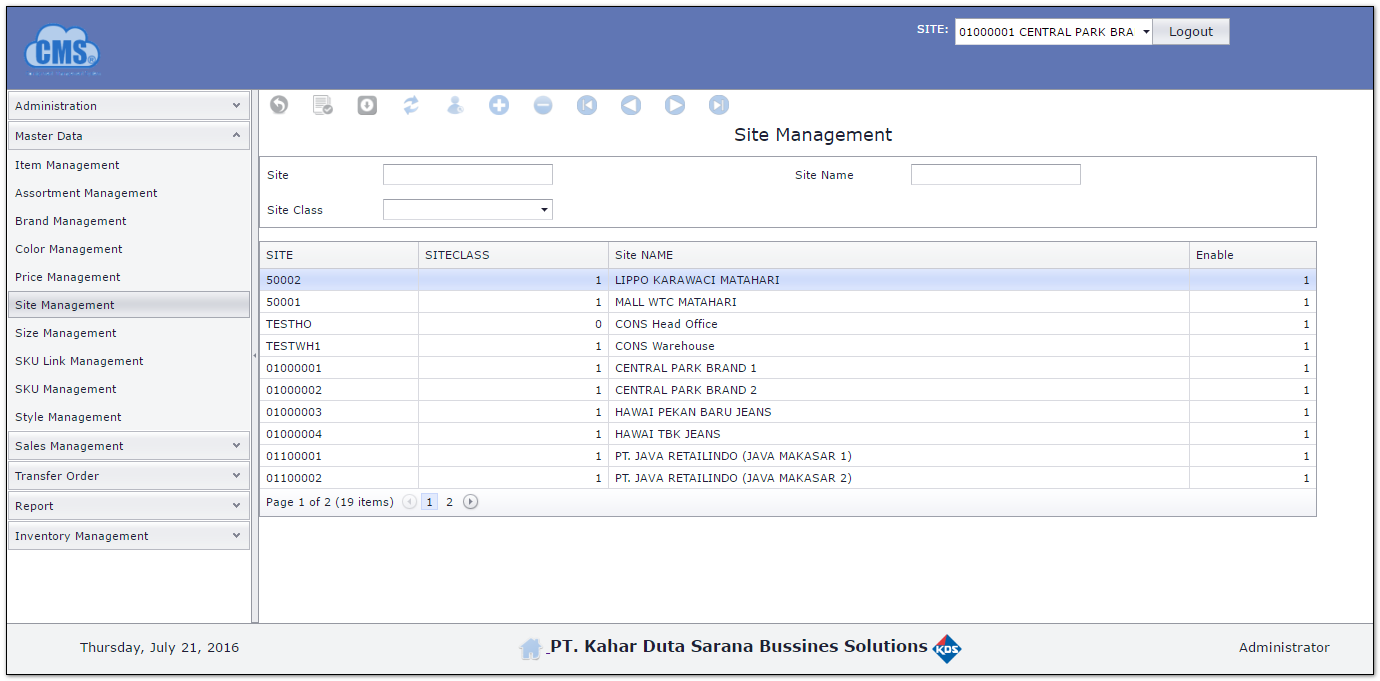 SITE: 01000001 CENTRAL PARK BRA Logout
CMS
Administration
Master Data
Item Management
Assortment Management
Brand Management
Color Management
Price Management
Site Management
Size Management
SKU Link Management
SKU Management
Style Management
Sales Management
Transfer Order
Report
Inventory Management
Site Management
Site Site Name
Site Class
SITE SITECLASS Site NAME Enable
50002 1 LIPPO KARAWACI MATAHARI 1
50001 1 MALL WTC MATAHARI 1
TESTHO 0 CONS Head Office 1
TESTWH1 1 CONS Warehouse 1
01000001 1 CENTRAL PARK BRAND 1 1
01000002 1 CENTRAL PARK BRAND 2 1
01000003 1 HAWAI PEKAN BARU JEANS 1
01000004 1 HAWAI TBK JEANS 1
01100001 1 PT. JAVA RETAILINDO (JAVA MAKASAR 1) 1
01100002 1 PT. JAVA RETAILINDO (JAVA MAKASAR 2) 1
Page 1 of 2 (19 items) 1 2
Thursday, July 21, 2016 PT. Kahar Duta Sarana Bussines Solutions KDS Administrator